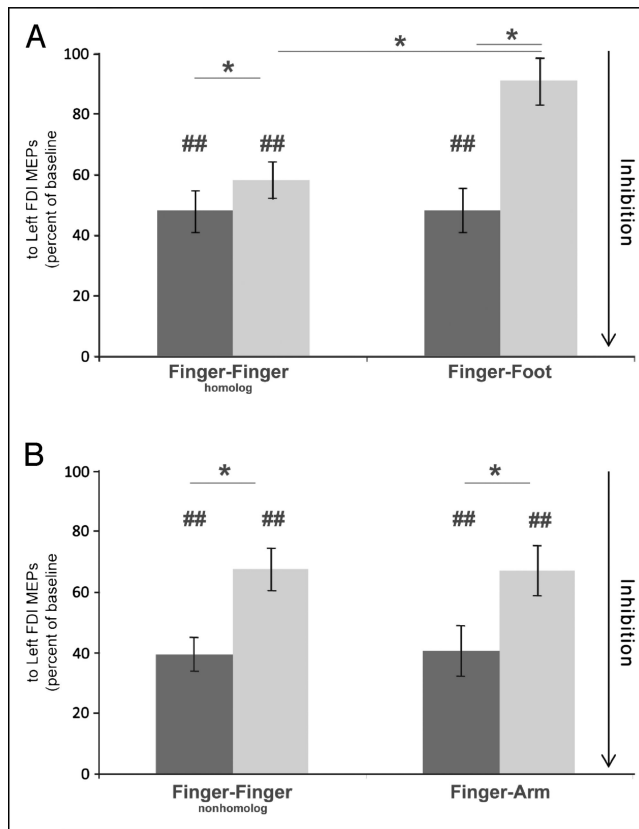 A
to Left FDI MEPs
(percent of baseline)
100
80
60
40
20
0
*
*
*
##
##
##
Inhibition
Finger-Finger
homolog
Finger-Foot
B
to Left FDI MEPs
(percent of baseline)
100
80
60
40
20
0
*
*
##
##
##
##
Inhibition
Finger-Finger
nonhomolog
Finger-Arm